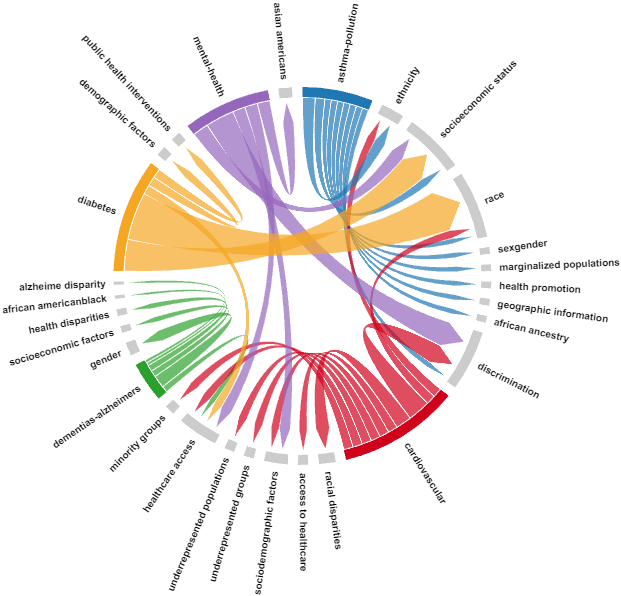 asian americans
asthma-pollution
ethnicity
socioeconomic status
race
sexgender
marginalized populations
health promotion
geographic information
african ancestry
discrimination
cardiovascular
racial disparities
access to healthcare
sociodemographic factors
underrepresented groups
underrepresented populations
healthcare access
minority groups
dementias-alzheimers
gender
socioeconomic factors
health disparities
african americanblack
alzheime disparity
diabetes
demographic factors
public health interventions
mental-health